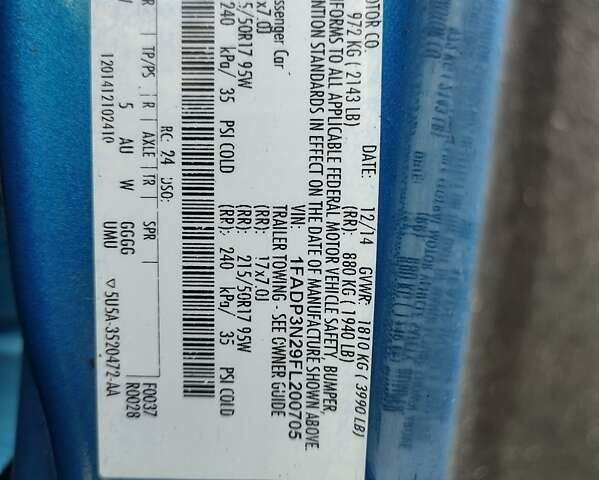 OTOR CO.
DATE: 12/14 GVWR: 1810 KG ( 3990 LB)
972 KG ( 2143 LB) (RR): 880 KG ( 1940 LB)
FORMS TO ALL APPLICABLE FEDERAL MOTOR VEHICLE SAFETY, BUMPER
NTION STANDARDS IN EFFECT ON THE DATE OF MANUFACTURE SHOWN ABOVE.
VIN: 1FADP3N29FL200705
ssenger Car TRAILER TOWING - SEE OWNER GUIDE
x7.0J (RR): 17x7.0J
5/50R17 95W (RR): 215/50R17 95W
240 kPa/ 35 PSI COLD (RR): 240 kPa/ 35 PSI COLD
RC: 24 DSO: F0037
R TP/PS R AXLE TR SPR R0028
5 AU W GGGG
UMU
1201412102410 ▽5U5A-3520472-AA